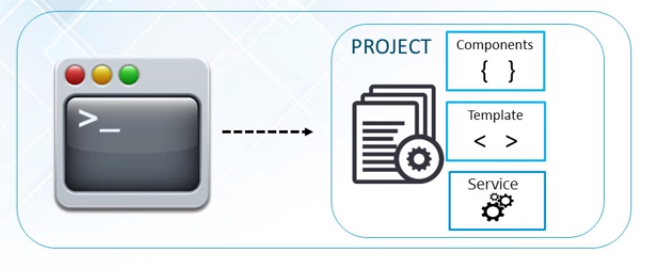 >_
PROJECT
Components
{ }
Template
< >
Service